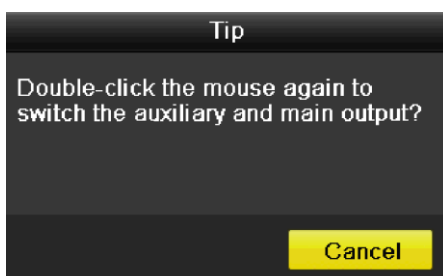 Tip
Double-click the mouse again to
switch the auxiliary and main output?
Cancel